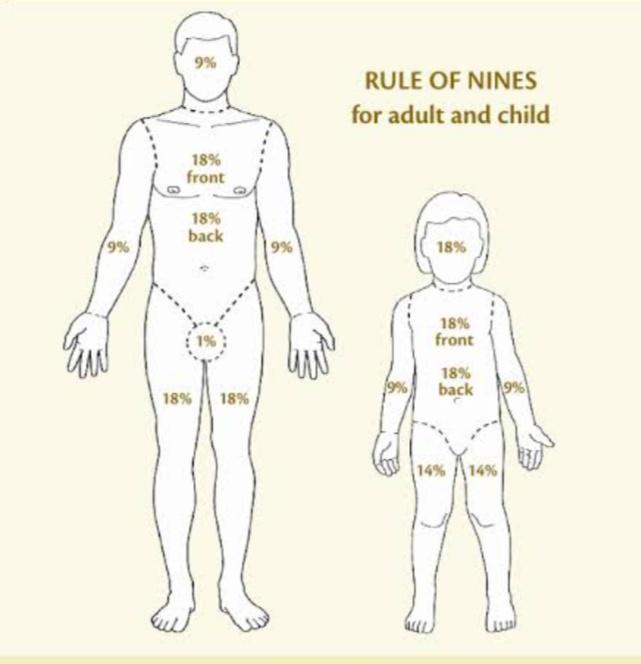 RULE OF NINES
for adult and child
9%
18%
front
18%
back
9%
9%
1%
18%
18%
18%
18%
front
18%
back
9%
9%
14%
14%